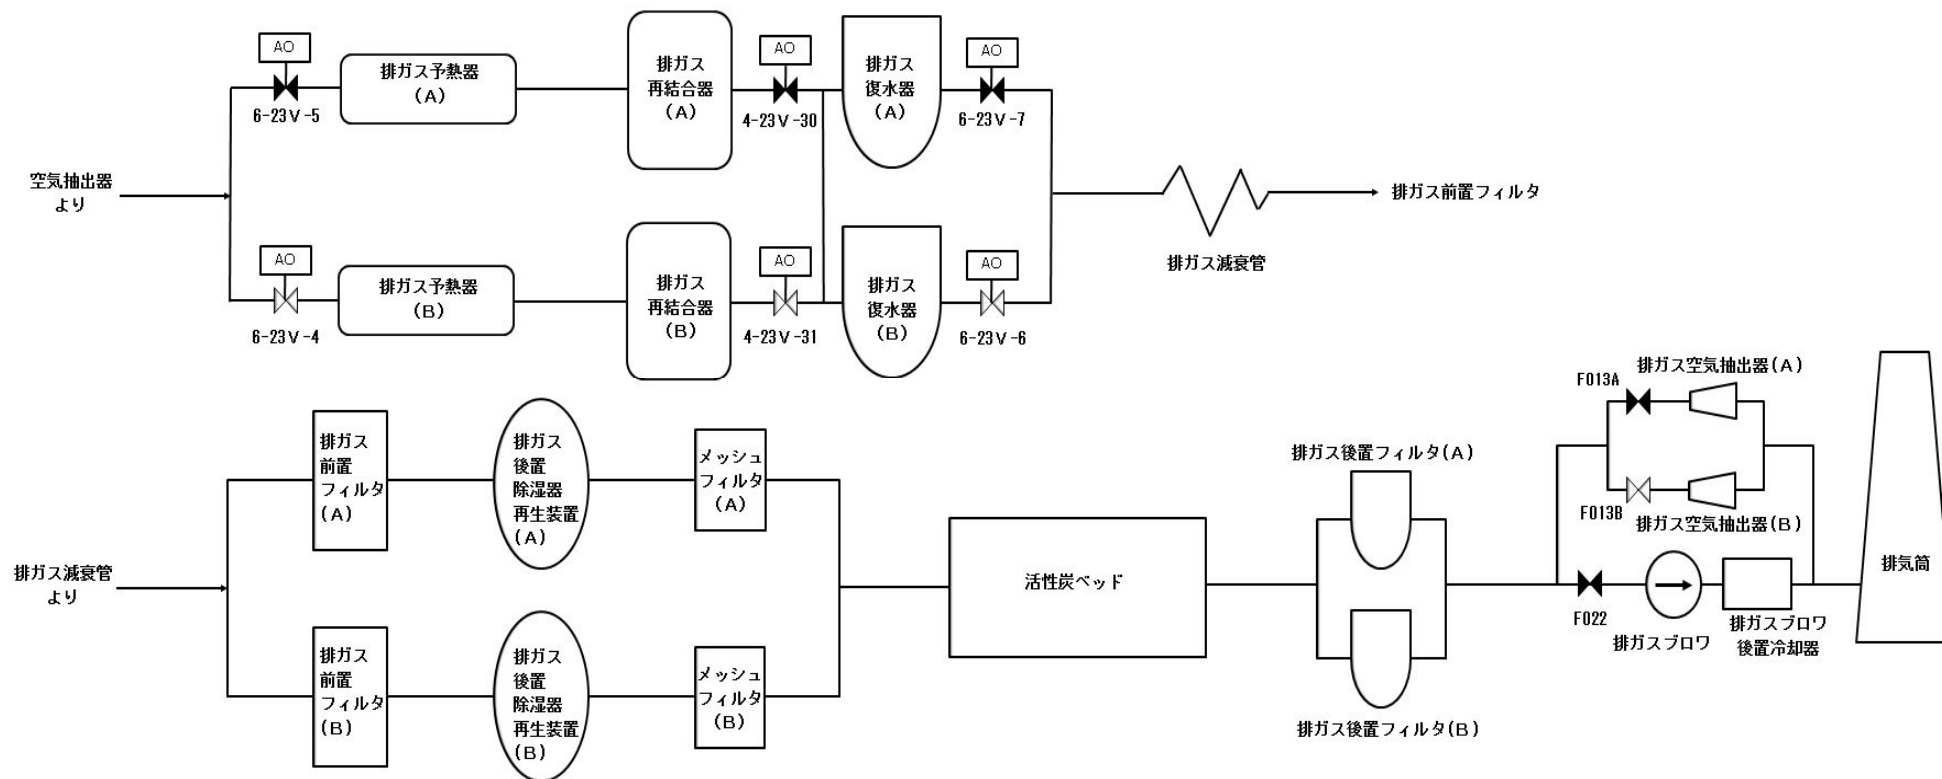 AO
6-23V-5
排ガス予熱器
(A)
排ガス
再結合器
(A)
AO
4-23V-30
排ガス
復水器
(A)
AO
6-23V-7
空気抽出器
より
排ガス減衰管
排ガス前置フィルタ
AO
6-23V-4
排ガス予熱器
(B)
排ガス
再結合器
(B)
AO
4-23V-31
排ガス
復水器
(B)
AO
6-23V-6
排ガス減衰管
より
排ガス
前置
フィルタ
(A)
排ガス
後置
除湿器
再生装置
(A)
メッシュ
フィルタ
(A)
排ガス
前置
フィルタ
(B)
排ガス
後置
除湿器
再生装置
(B)
メッシュ
フィルタ
(B)
活性炭ベッド
排ガス後置フィルタ(A)
排ガス後置フィルタ(B)
F013A
排ガス空気抽出器(A)
F013B
排ガス空気抽出器(B)
F022
排ガスブロワ
排ガスブロワ
後置冷却器
排気筒